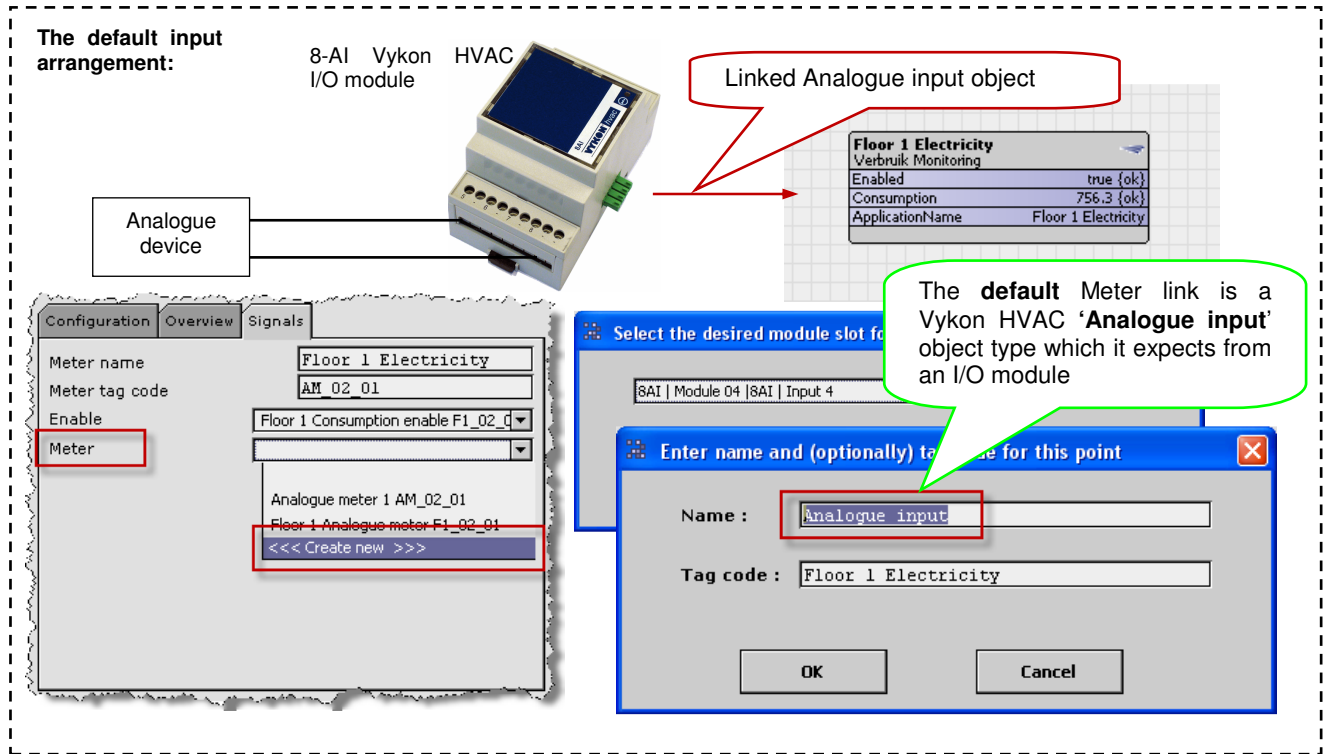 The default input
arrangement:
8-AI Vykon HVAC
I/O module
Linked Analogue input object
8AI VYKON hvac
Analogue
device
Floor 1 Electricity
Verbruik Monitoring
Enabled true {ok}
Consumption 756.3 {ok}
ApplicationName Floor 1 Electricity
The default Meter link is a
Vykon HVAC ‘Analogue input’
object type which it expects from
an I/O module
Configuration Overview Signals
Meter name Floor 1 Electricity
Meter tag code AM_02_01
Enable Floor 1 Consumption enable F1_02_
Meter
Analogue meter 1 AM_02_01
Floor 1 Analogue meter F1_02_01
<<< Create new >>>
Select the desired module slot fo
8AI | Module 04 |8AI | Input 4
Enter name and (optionally) ta de for this point
Name : Analogue input
Tag code : Floor 1 Electricity
OK Cancel